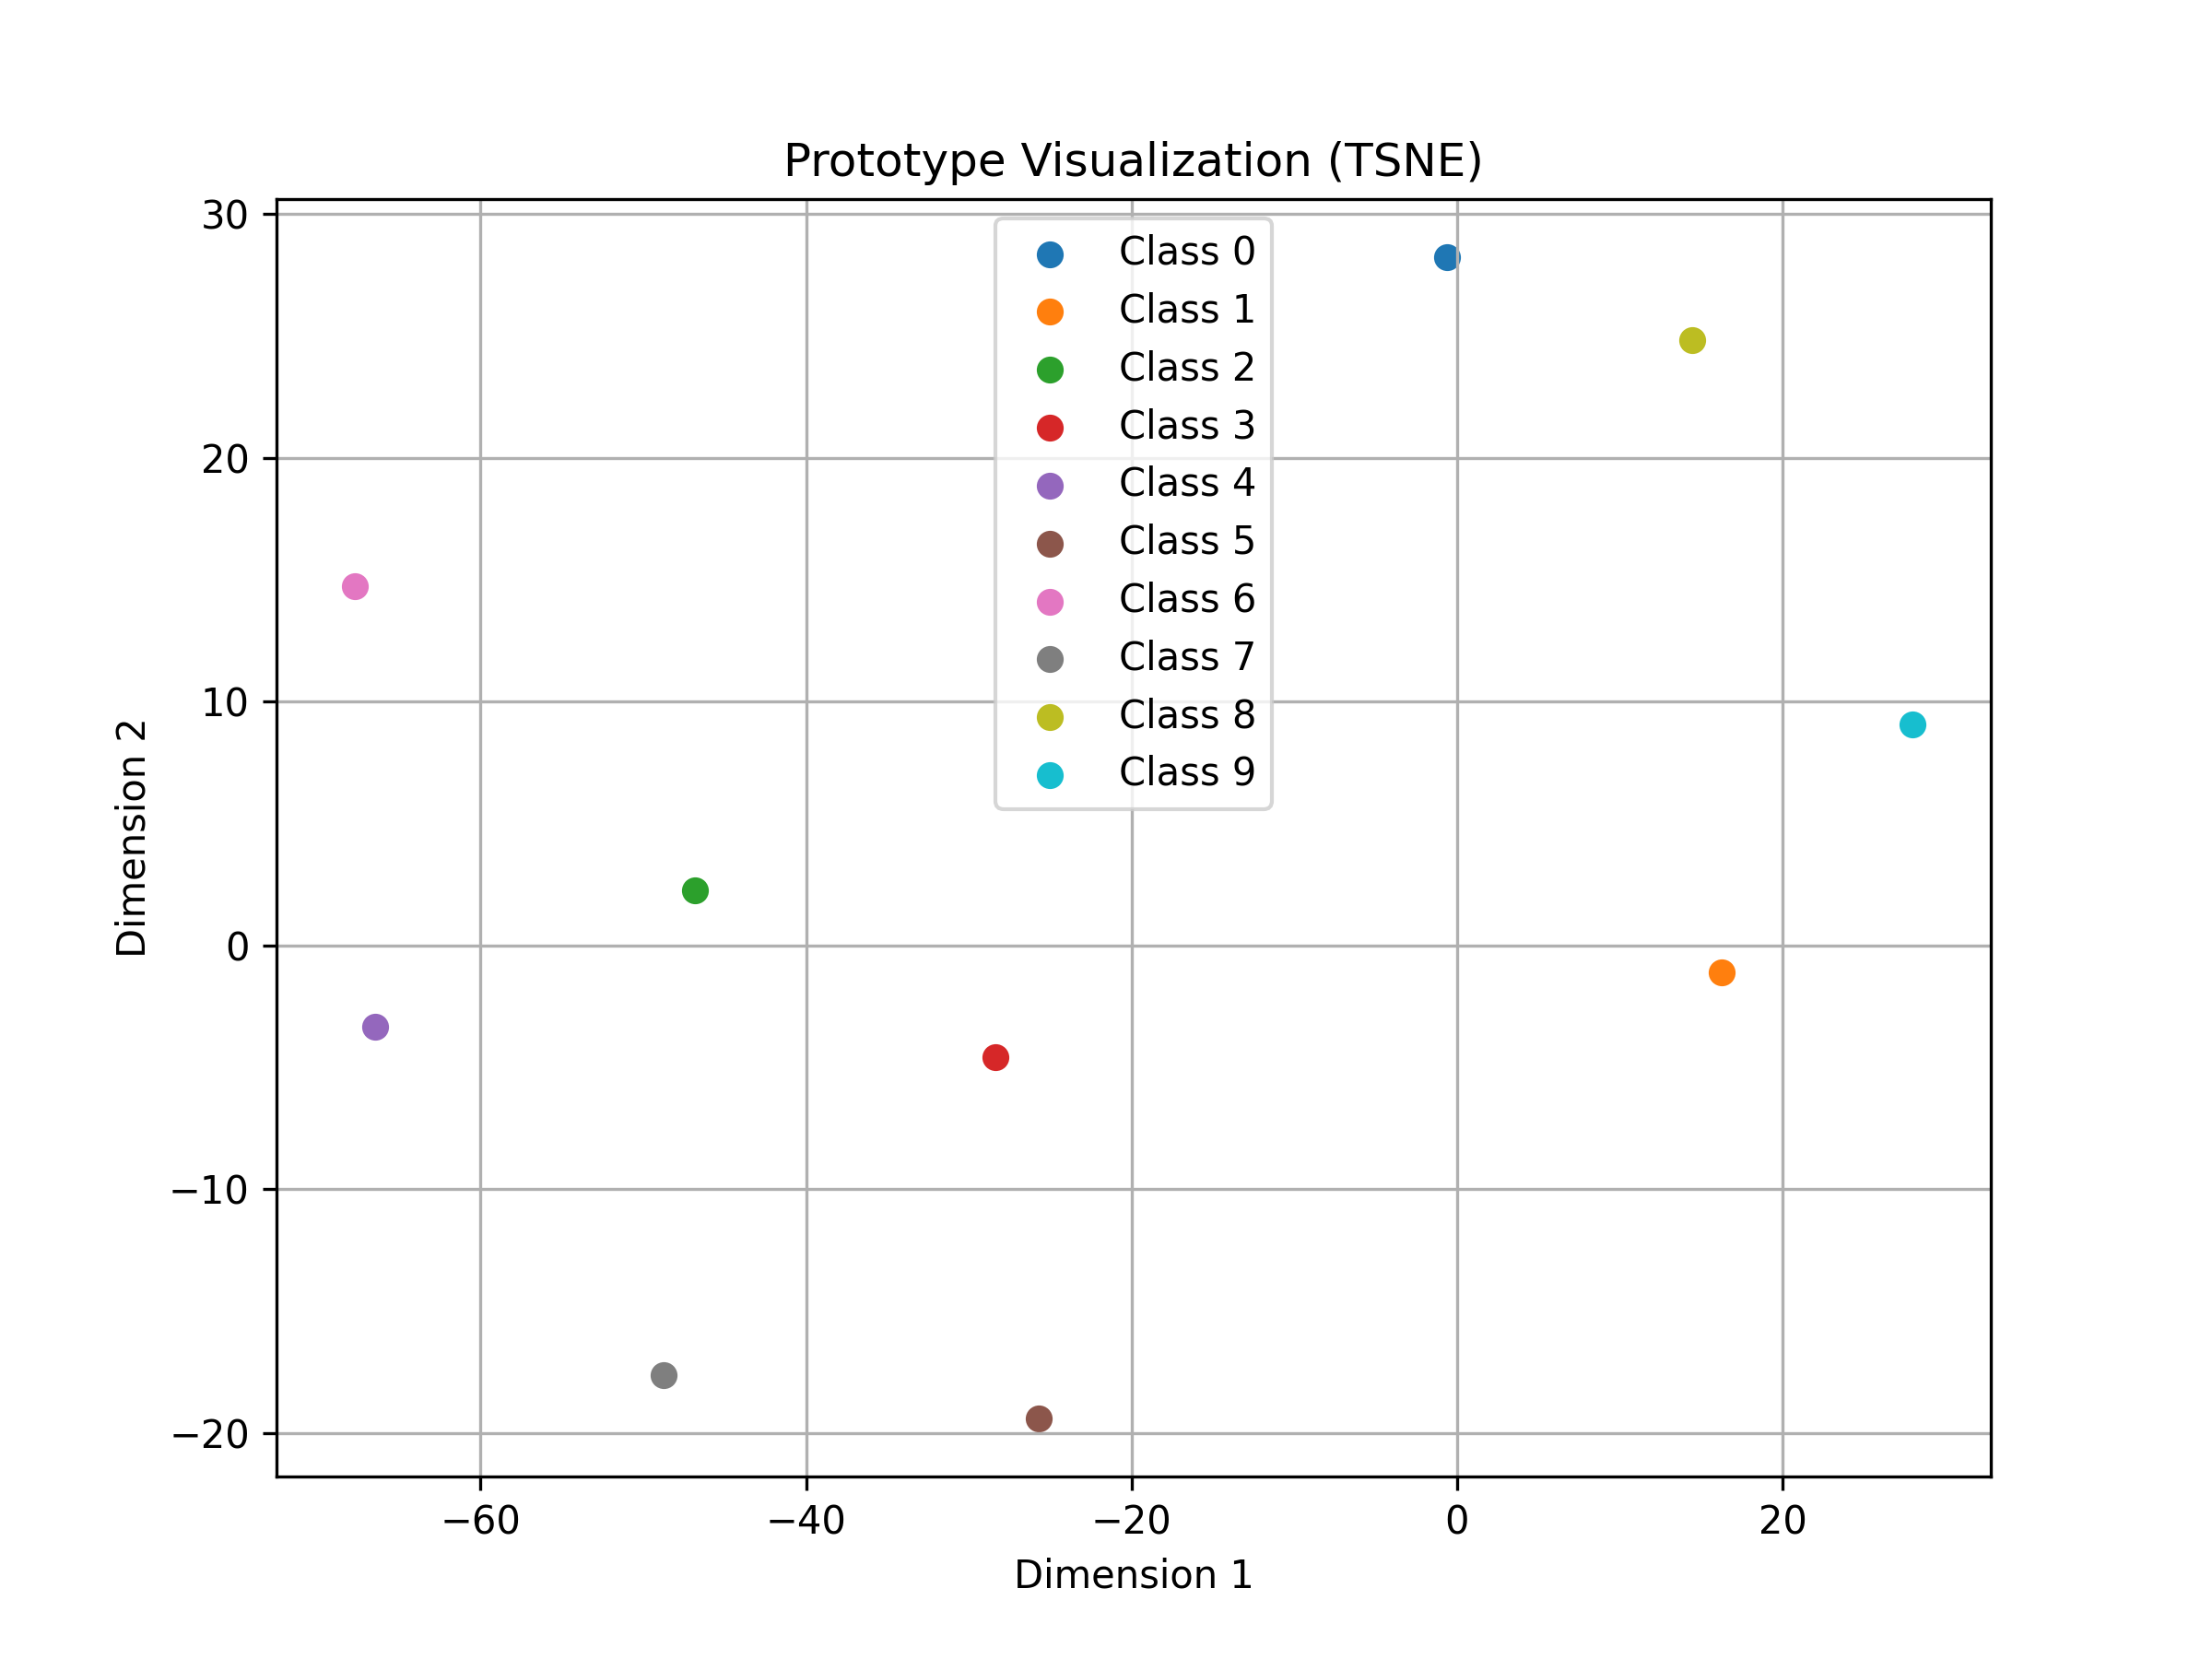 Prototype Visualization (TSNE)
30
20
10
0
−10
−20
Dimension 2
Class 0
Class 1
Class 2
Class 3
Class 4
Class 5
Class 6
Class 7
Class 8
Class 9
−60 −40 −20 0 20
Dimension 1